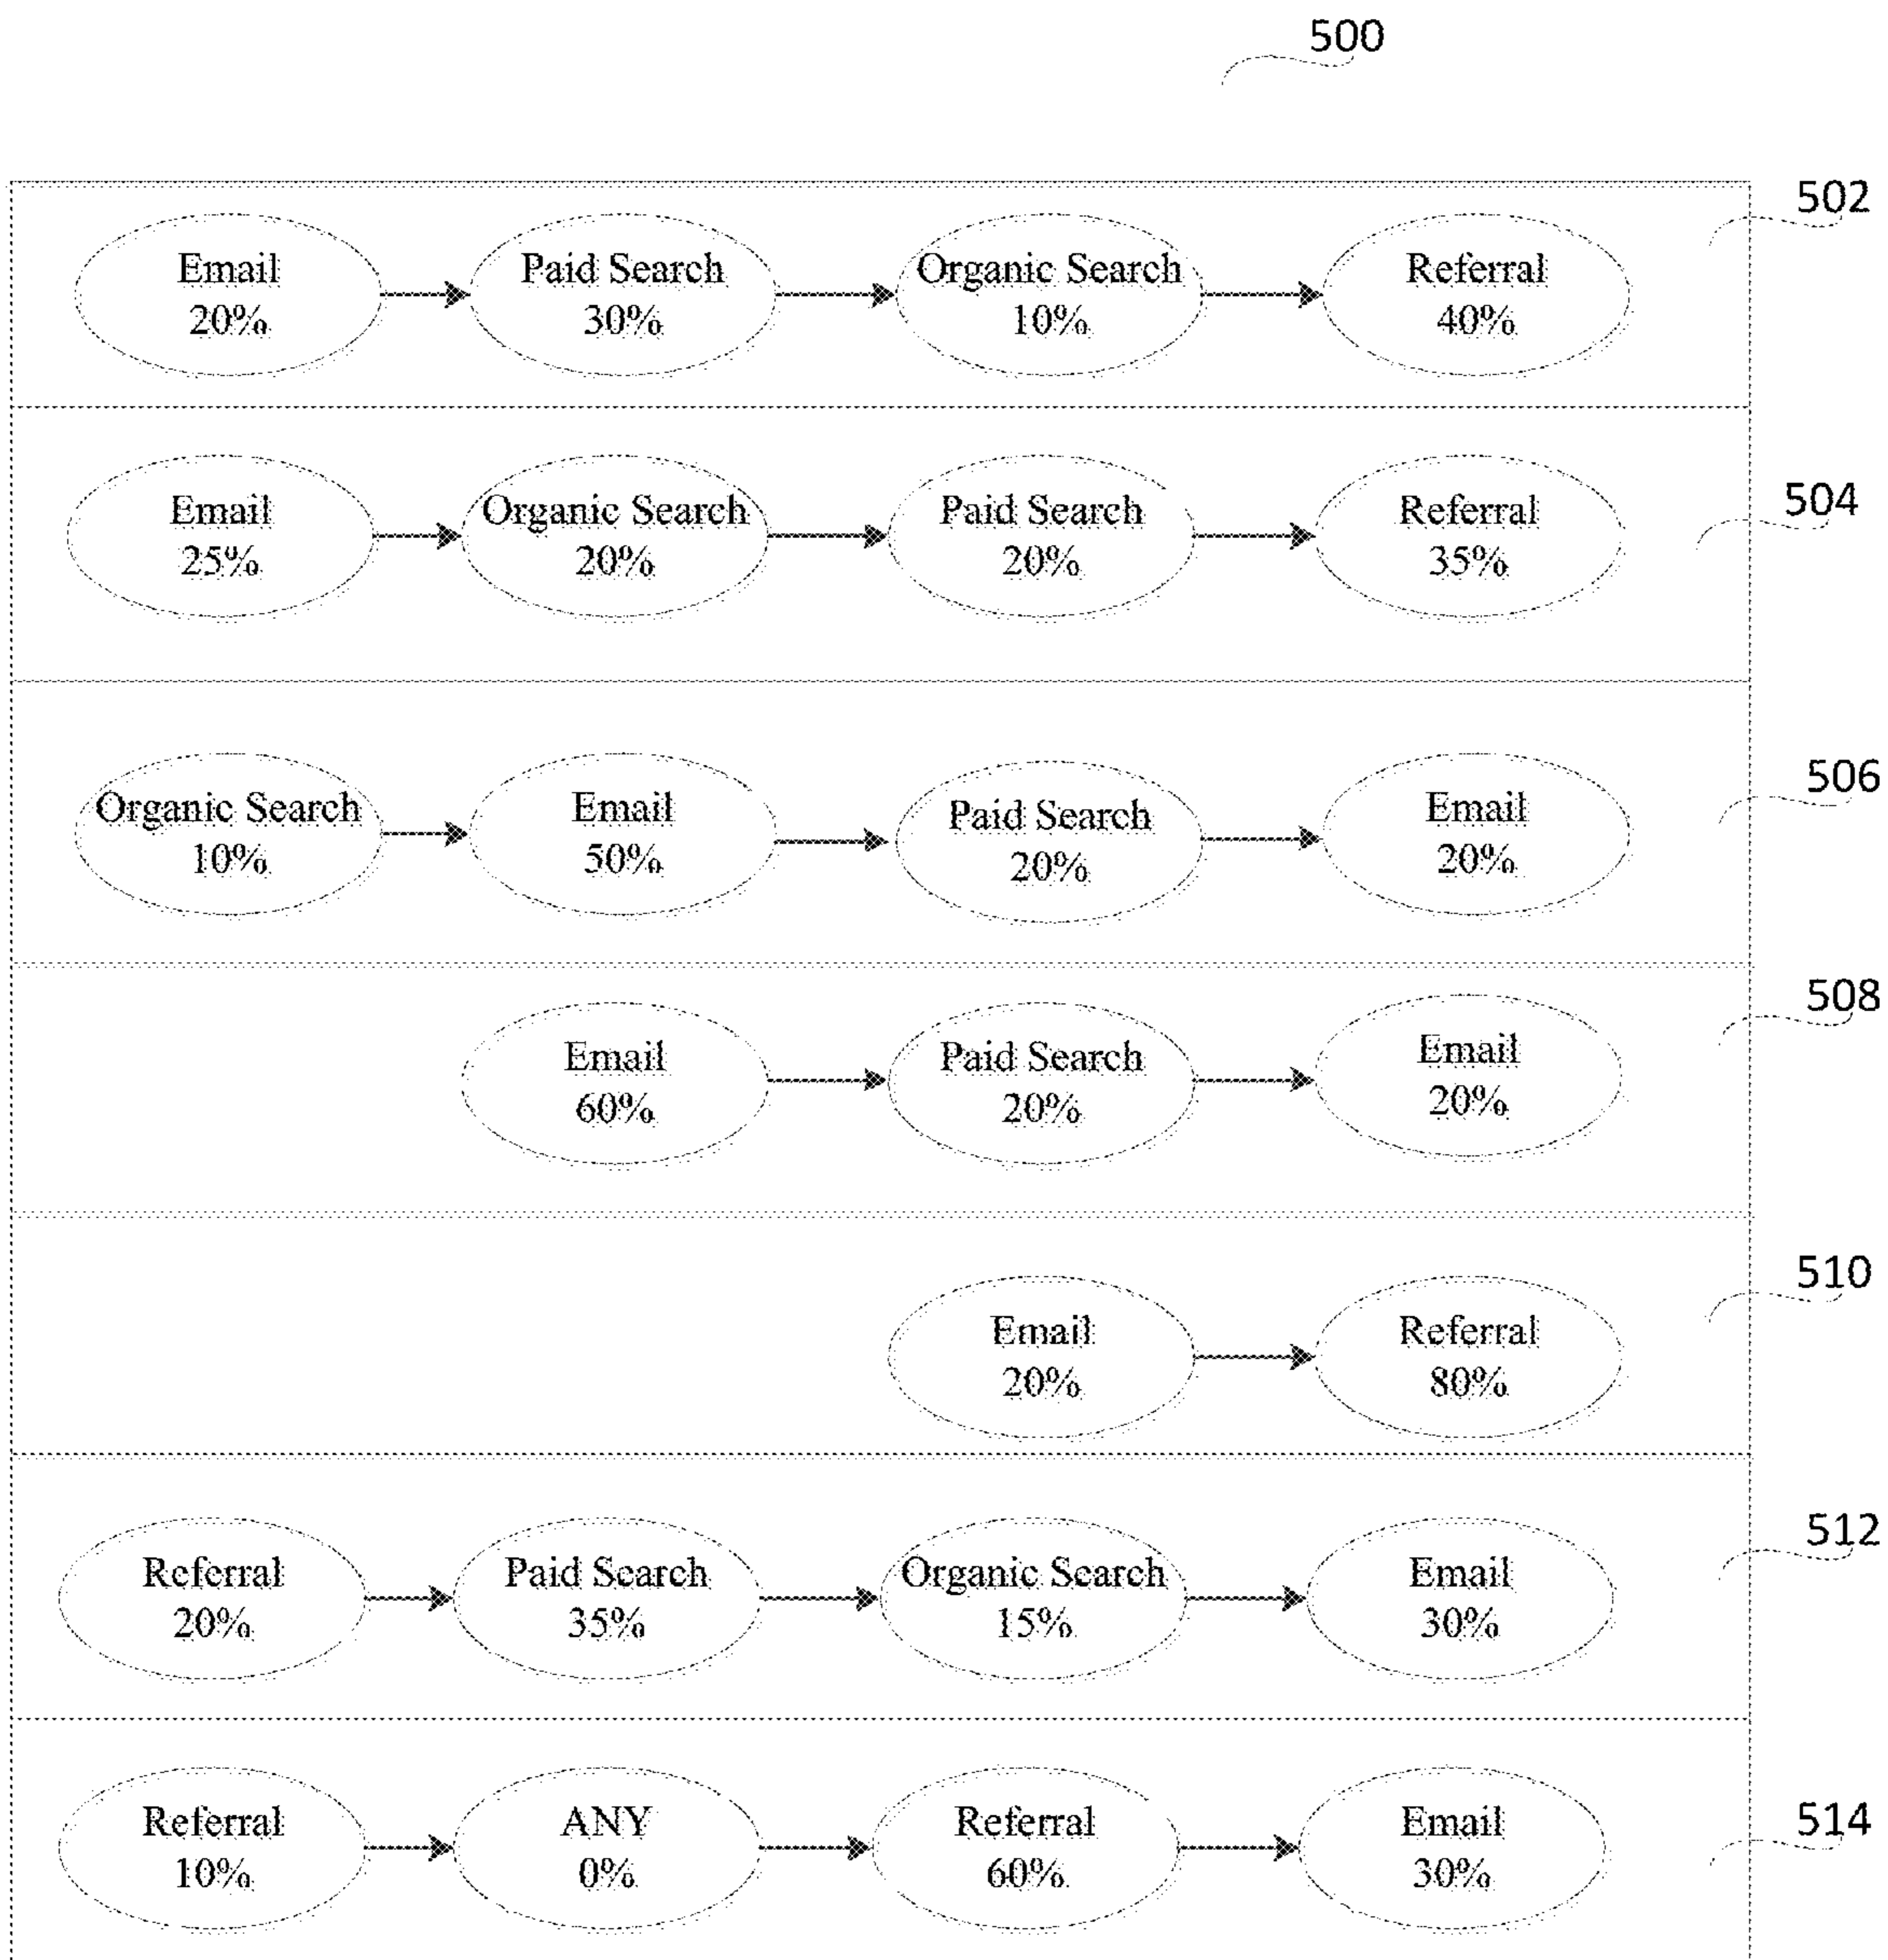 500
502
Email
20%
Paid Search
30%
Organic Search
10%
Referral
40%
504
Email
25%
Organic Search
20%
Paid Search
20%
Referral
35%
506
Organic Search
10%
Email
50%
Paid Search
20%
Email
20%
508
Email
60%
Paid Search
20%
Email
20%
510
Email
20%
Referral
80%
512
Referral
20%
Paid Search
35%
Organic Search
15%
Email
30%
514
Referral
10%
ANY
0%
Referral
60%
Email
30%